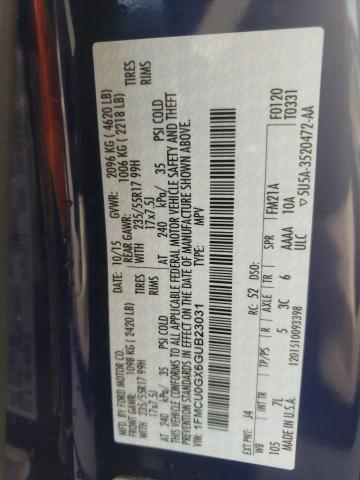 MFD. BY FORD MOTOR CO.
DATE: 10/15 GVWR: 2096 KG ( 4620 LB)
FRONT GAWR: 1098 KG (2420 LB) REAR GAWR: 1006 KG ( 2218 LB)
235/55R17 99H TIRES 235/55R17 99H TIRES
17x7.5J RIMS 17x7.5J RIMS
AT 240 kPa/ 35 PSI COLD AT 240 kPa/ 35 PSI COLD
THIS VEHICLE CONFORMS TO ALL APPLICABLE FEDERAL MOTOR VEHICLE SAFETY AND THEFT
PREVENTION STANDARDS IN EFFECT ON THE DATE OF MANUFACTURE SHOWN ABOVE.
VIN: 1FMCU0GX6GUB23031
TYPE: MPV
F0120
T0331
EXT PNT: J4 RC: 52 DSO: FM21A
WB INT TR TP/PS R AXLE TR SPR
105 7L 5 3C 6 AAAA 10A
MADE IN U.S.A. ULC
1201510093398 ▽5U5A-3520472-AA